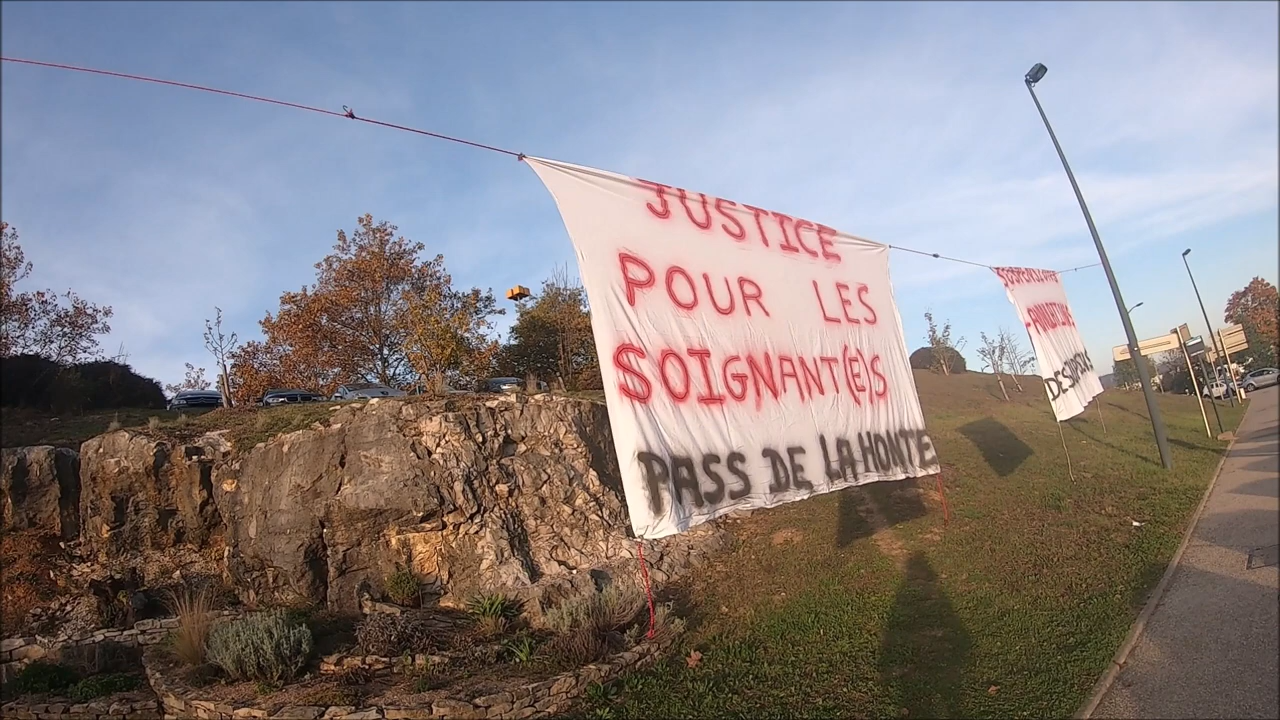 JUSTICE
POUR LES
SOIGNANT(E)S
PASS DE LA HONTE